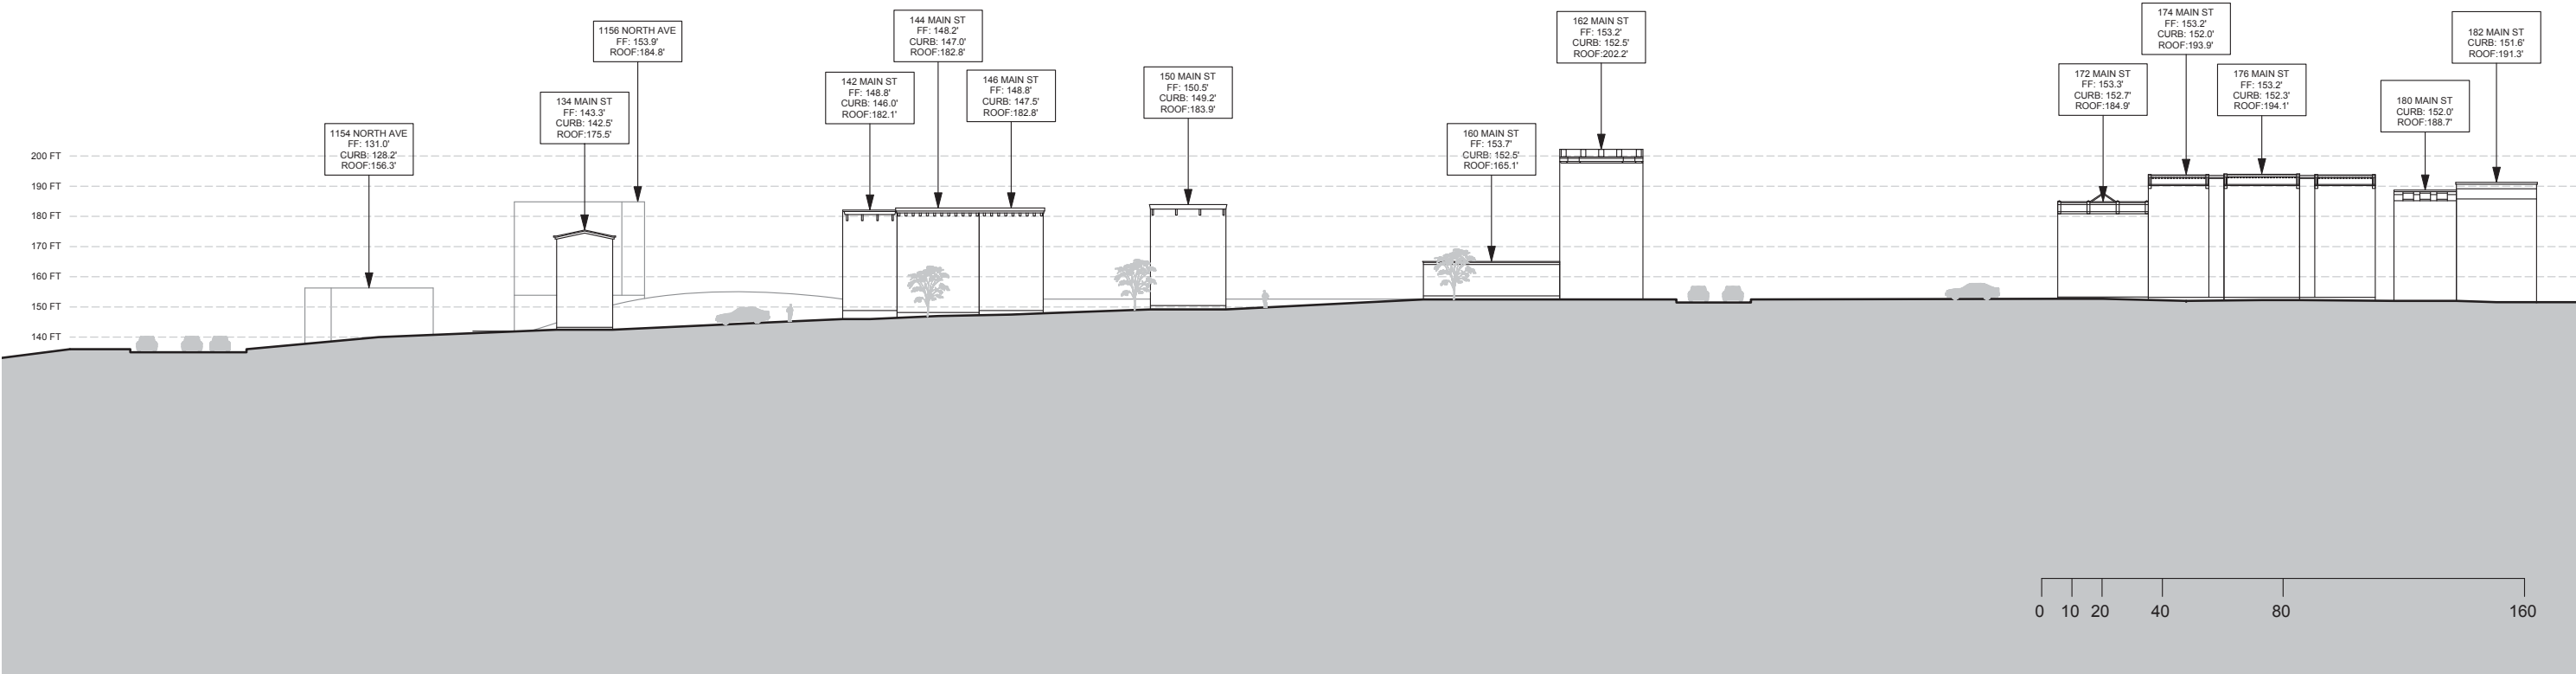 1154 NORTH AVE
FF: 131.0'
CURB: 128.2'
ROOF:156.3'
134 MAIN ST
FF: 143.3'
CURB: 142.5'
ROOF:175.5'
1156 NORTH AVE
FF: 153.9'
ROOF:184.8'
142 MAIN ST
FF: 148.8'
CURB: 146.0'
ROOF:182.1'
144 MAIN ST
FF: 148.2'
CURB: 147.0'
ROOF:182.8'
146 MAIN ST
FF: 148.8'
CURB: 147.5'
ROOF:182.8'
150 MAIN ST
FF: 150.5'
CURB: 149.2'
ROOF:183.9'
160 MAIN ST
FF: 153.7'
CURB: 152.5'
ROOF:165.1'
162 MAIN ST
FF: 153.2'
CURB: 152.5'
ROOF:202.2'
172 MAIN ST
FF: 153.3'
CURB: 152.7'
ROOF:184.9'
174 MAIN ST
FF: 153.2'
CURB: 152.0'
ROOF:193.9'
176 MAIN ST
FF: 153.2'
CURB: 152.3'
ROOF:194.1'
180 MAIN ST
CURB: 152.0'
ROOF:188.7'
182 MAIN ST
CURB: 151.6'
ROOF:191.3'
200 FT
190 FT
180 FT
170 FT
160 FT
150 FT
140 FT
0 10 20 40 80 160